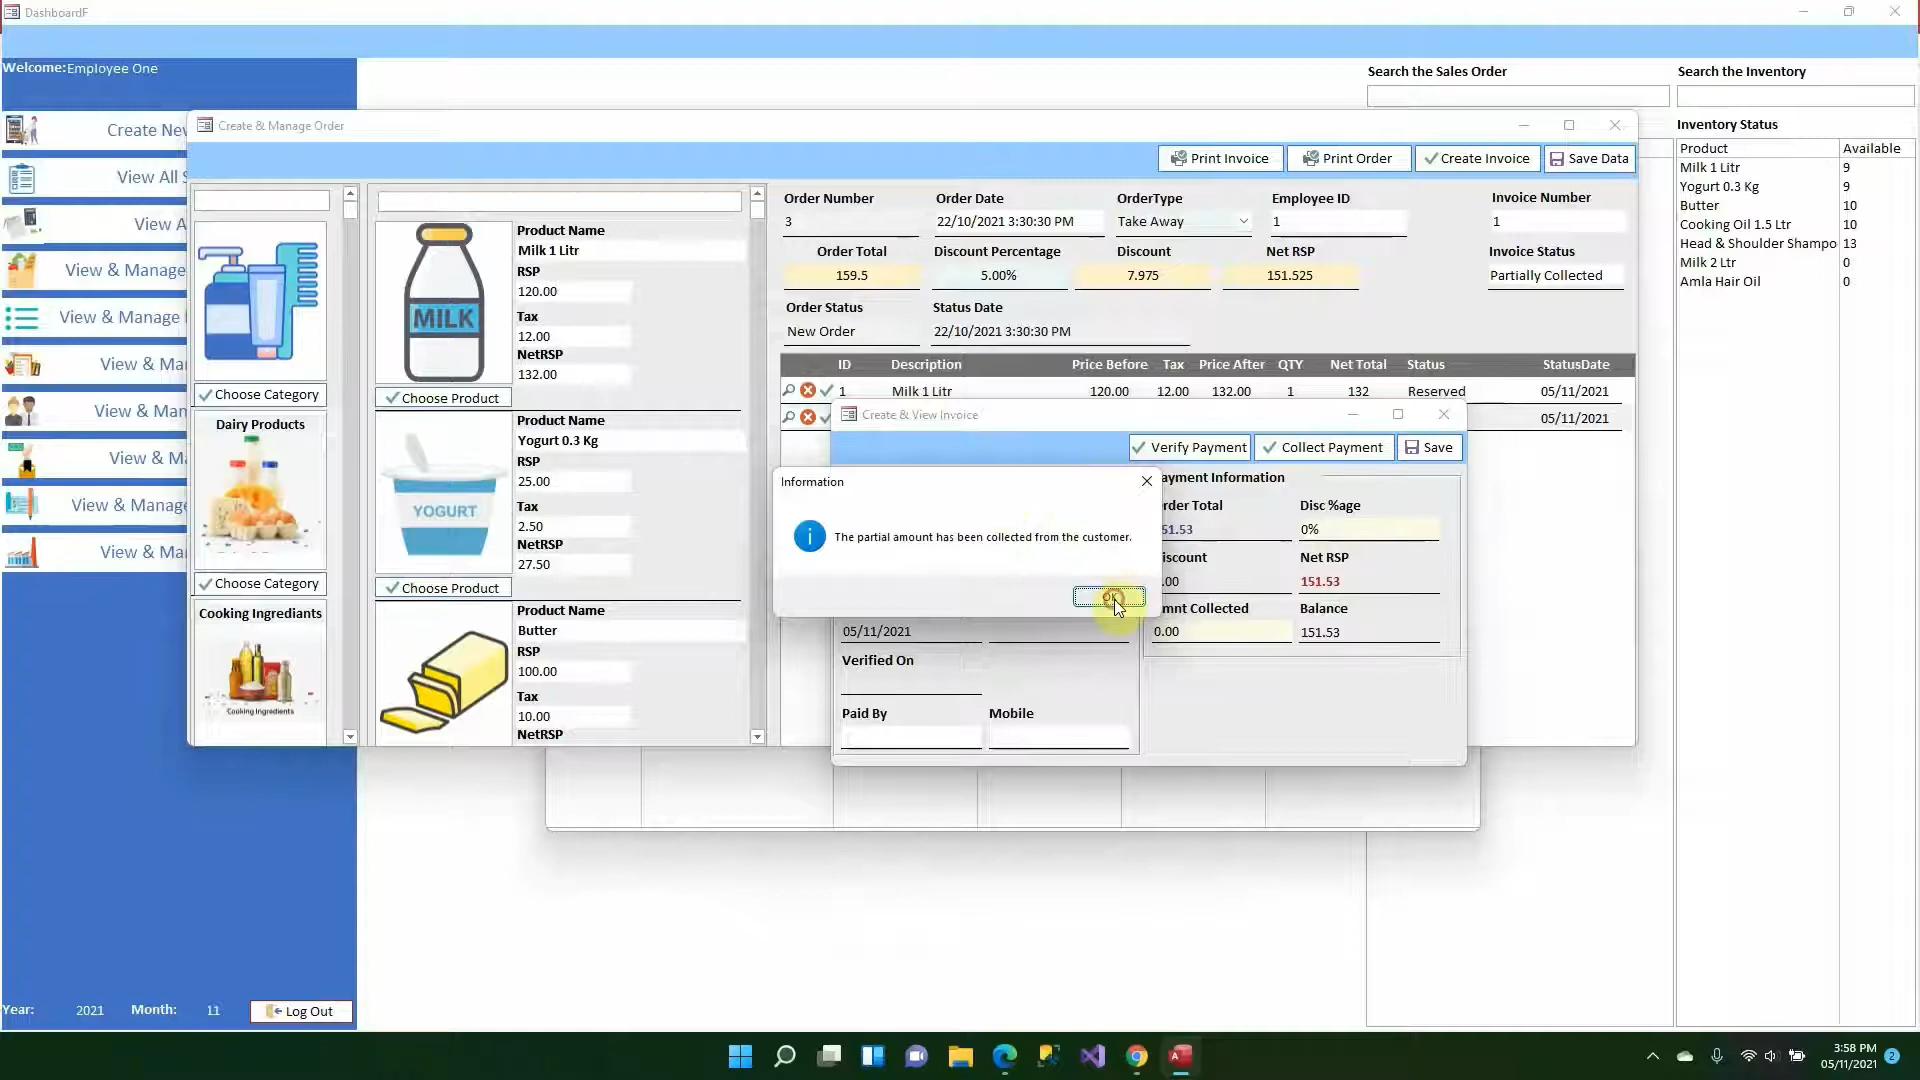 DashboardF
Welcome:Employee One
Search the Sales Order
Search the Inventory
Create Nev
View All S
View A
View & Manage
View & Manage
View & Ma
View & Man
View & Ma
View & Manage
View & Mai
Create & Manage Order
Print Invoice
Print Order
Create Invoice
Save Data
Choose Category
Dairy Products
Choose Category
Cooking Ingrediants
Cooking Ingredients
Product Name
Milk 1 Litr
RSP
120.00
Tax
12.00
NetRSP
132.00
MILK
Choose Product
Product Name
Yogurt 0.3 Kg
RSP
25.00
Tax
2.50
NetRSP
27.50
YOGURT
Choose Product
Product Name
Butter
RSP
100.00
Tax
10.00
NetRSP
Order Number
Order Date
OrderType
Employee ID
Invoice Number
3
22/10/2021 3:30:30 PM
Take Away
1
1
Order Total
Discount Percentage
Discount
Net RSP
Invoice Status
159.5
5.00%
7.975
151.525
Partially Collected
Order Status
Status Date
New Order
22/10/2021 3:30:30 PM
ID Description Price Before Tax Price After QTY Net Total Status StatusDate
1 Milk 1 Litr 120.00 12.00 132.00 1 132 Reserved 05/11/2021
05/11/2021
Create & View Invoice
Verify Payment
Collect Payment
Save
Information
The partial amount has been collected from the customer.
ayment Information
rder Total
Disc %age
51.53
0%
iscount
Net RSP
.00
151.53
mnt Collected
Balance
0.00
151.53
05/11/2021
Verified On
Paid By
Mobile
Inventory Status
Product Available
Milk 1 Litr 9
Yogurt 0.3 Kg 9
Butter 10
Cooking Oil 1.5 Ltr 10
Head & Shoulder Shampo 13
Milk 2 Ltr 0
Amla Hair Oil 0
Year: 2021 Month: 11
Log Out
3:58 PM
05/11/2021
2